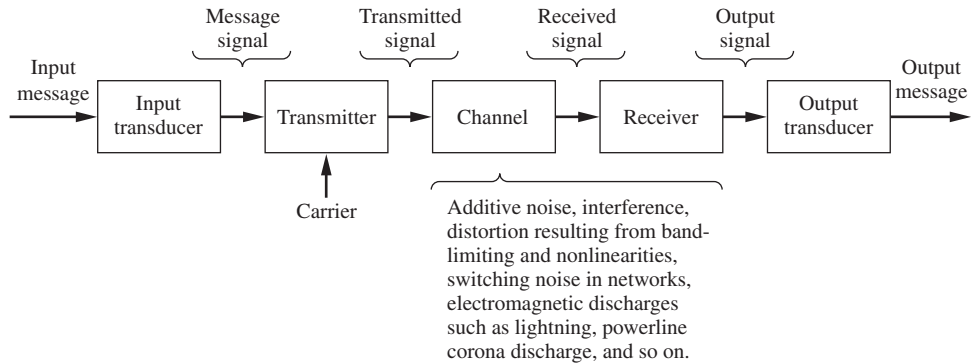 Message
signal
Transmitted
signal
Received
signal
Output
signal
Input
message
Output
message
Input
transducer
Transmitter
Channel
Receiver
Output
transducer
Carrier
Additive noise, interference,
distortion resulting from band-
limiting and nonlinearities,
switching noise in networks,
electromagnetic discharges
such as lightning, powerline
corona discharge, and so on.